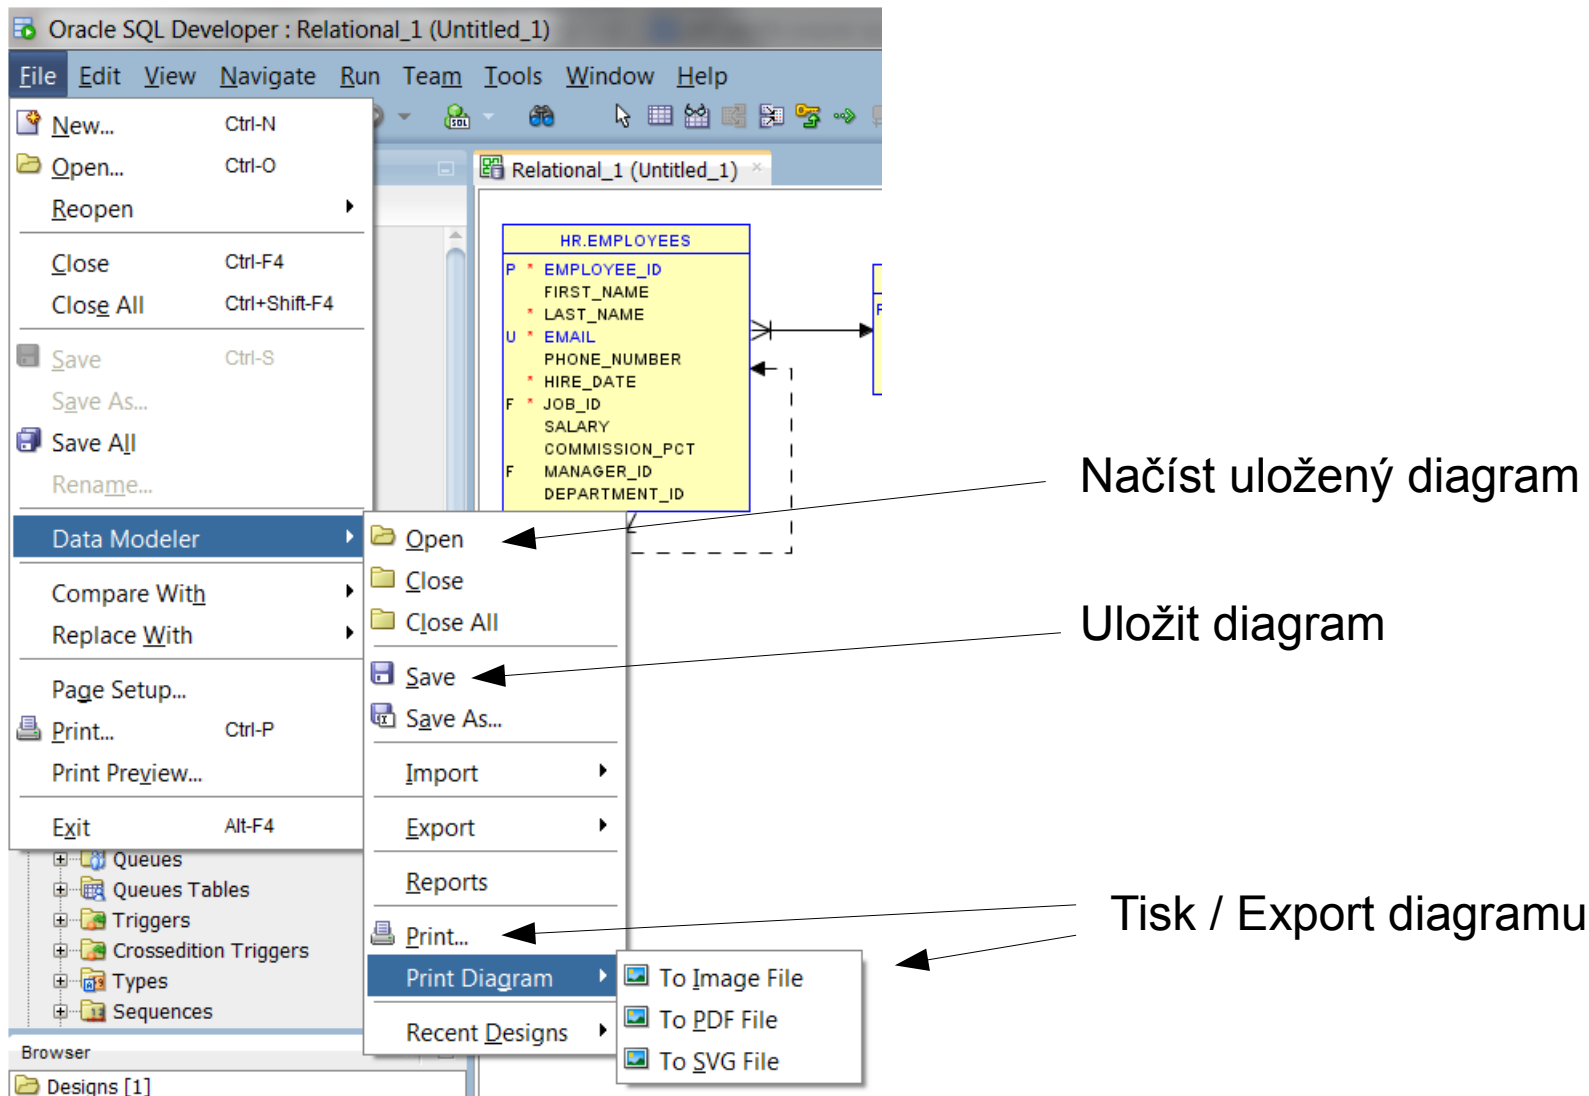 Oracle SQL Developer : Relational_1 (Untitled_1)
File Edit View Navigate Run Team Tools Window Help
New... Ctrl-N
Open... Ctrl-O
Reopen
Close Ctrl-F4
Close All Ctrl+Shift-F4
Save Ctrl-S
Save As...
Save All
Rename...
Data Modeler
Compare With
Replace With
Page Setup...
Print... Ctrl-P
Print Preview...
Exit Alt-F4
SQL
Relational_1 (Untitled_1)
HR.EMPLOYEES
P * EMPLOYEE_ID
FIRST_NAME
* LAST_NAME
U * EMAIL
PHONE_NUMBER
* HIRE_DATE
F * JOB_ID
SALARY
COMMISSION_PCT
F MANAGER_ID
DEPARTMENT_ID
Open
Close
Close All
Save
Save As...
Import
Export
Reports
Print...
Print Diagram
Recent Designs
To Image File
To PDF File
To SVG File
Načíst uložený diagram
Uložit diagram
Tisk / Export diagramu
Queues
Queues Tables
Triggers
Crossedition Triggers
Types
Sequences
Browser
Designs [1]